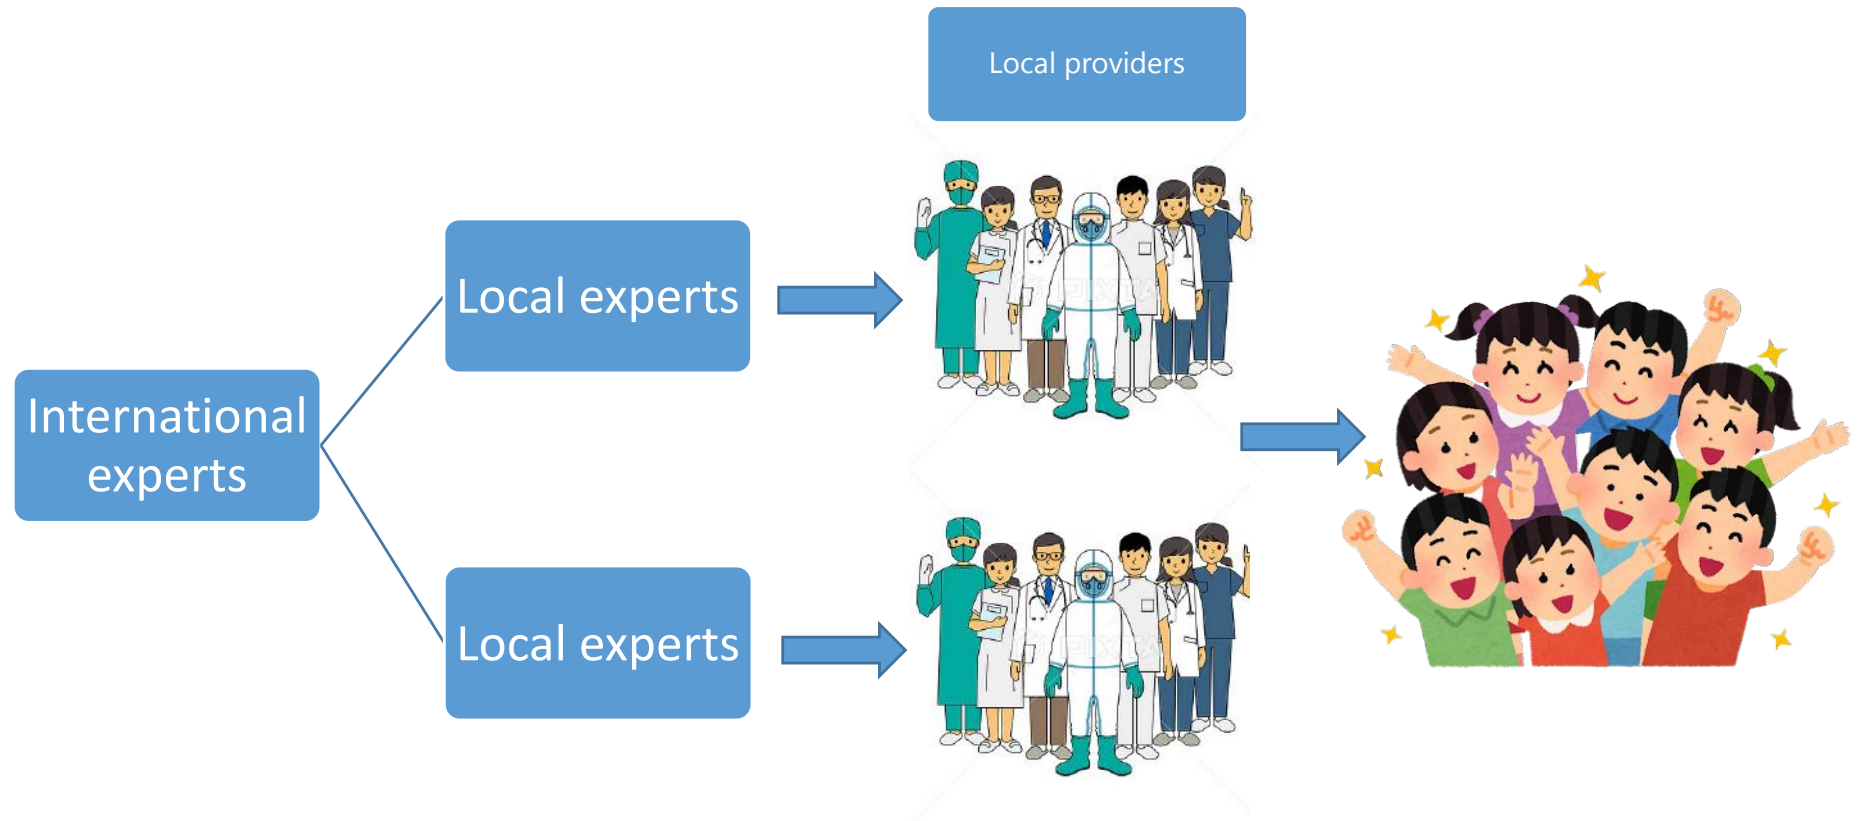 Local providers
Local experts
International
experts
Local experts